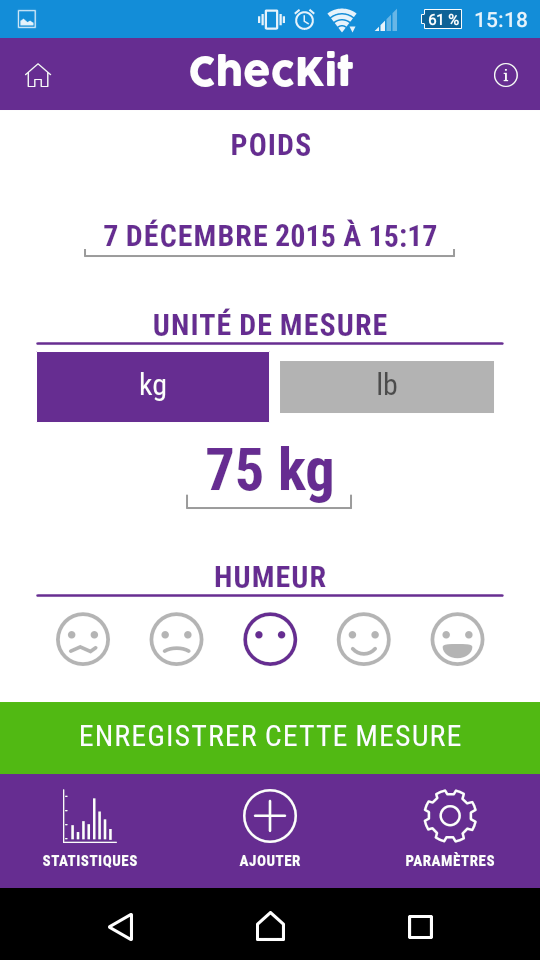 61 % 15:18
ChecKit
POIDS
7 DÉCEMBRE 2015 À 15:17
UNITÉ DE MESURE
kg lb
75 kg
HUMEUR
ENREGISTRER CETTE MESURE
STATISTIQUES AJOUTER PARAMÈTRES